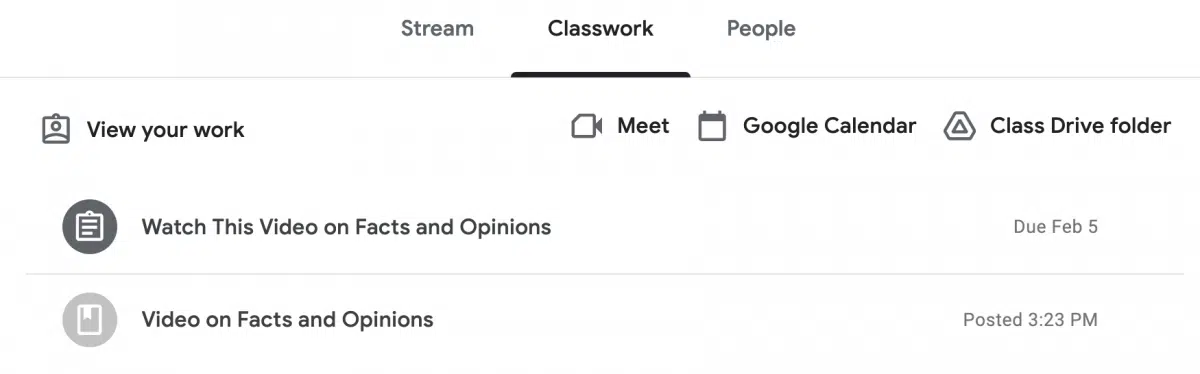 Stream Classwork People
View your work Meet Google Calendar Class Drive folder
Watch This Video on Facts and Opinions Due Feb 5
Video on Facts and Opinions Posted 3:23 PM